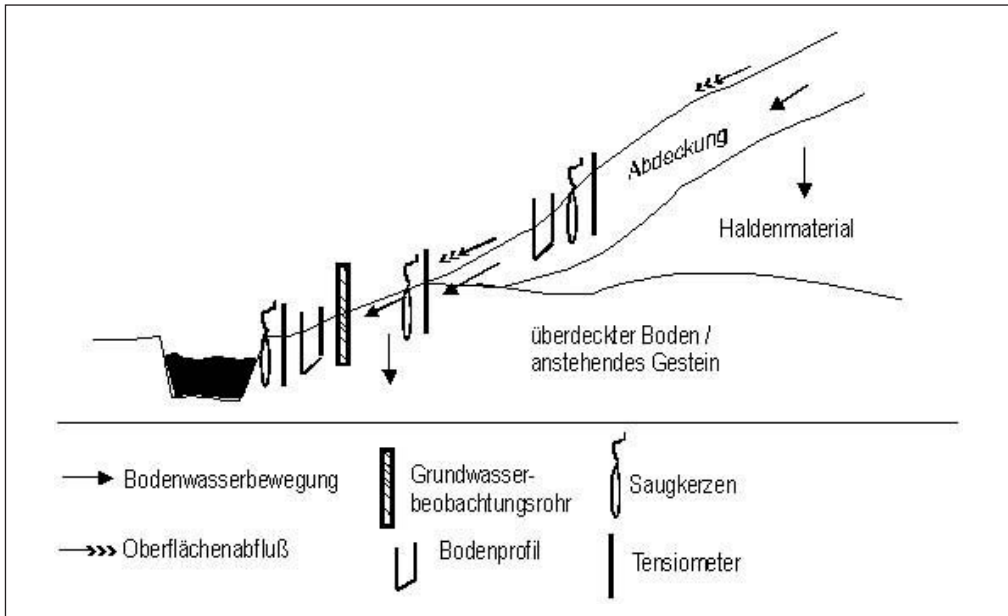 Abdeckung
Haldenmaterial
überdeckter Boden /
anstehendes Gestein
Bodenwasserbewegung
Grundwasser-
beobachtungsrohr
Saugkerzen
Oberflächenabfluß
Bodenprofil
Tensiometer